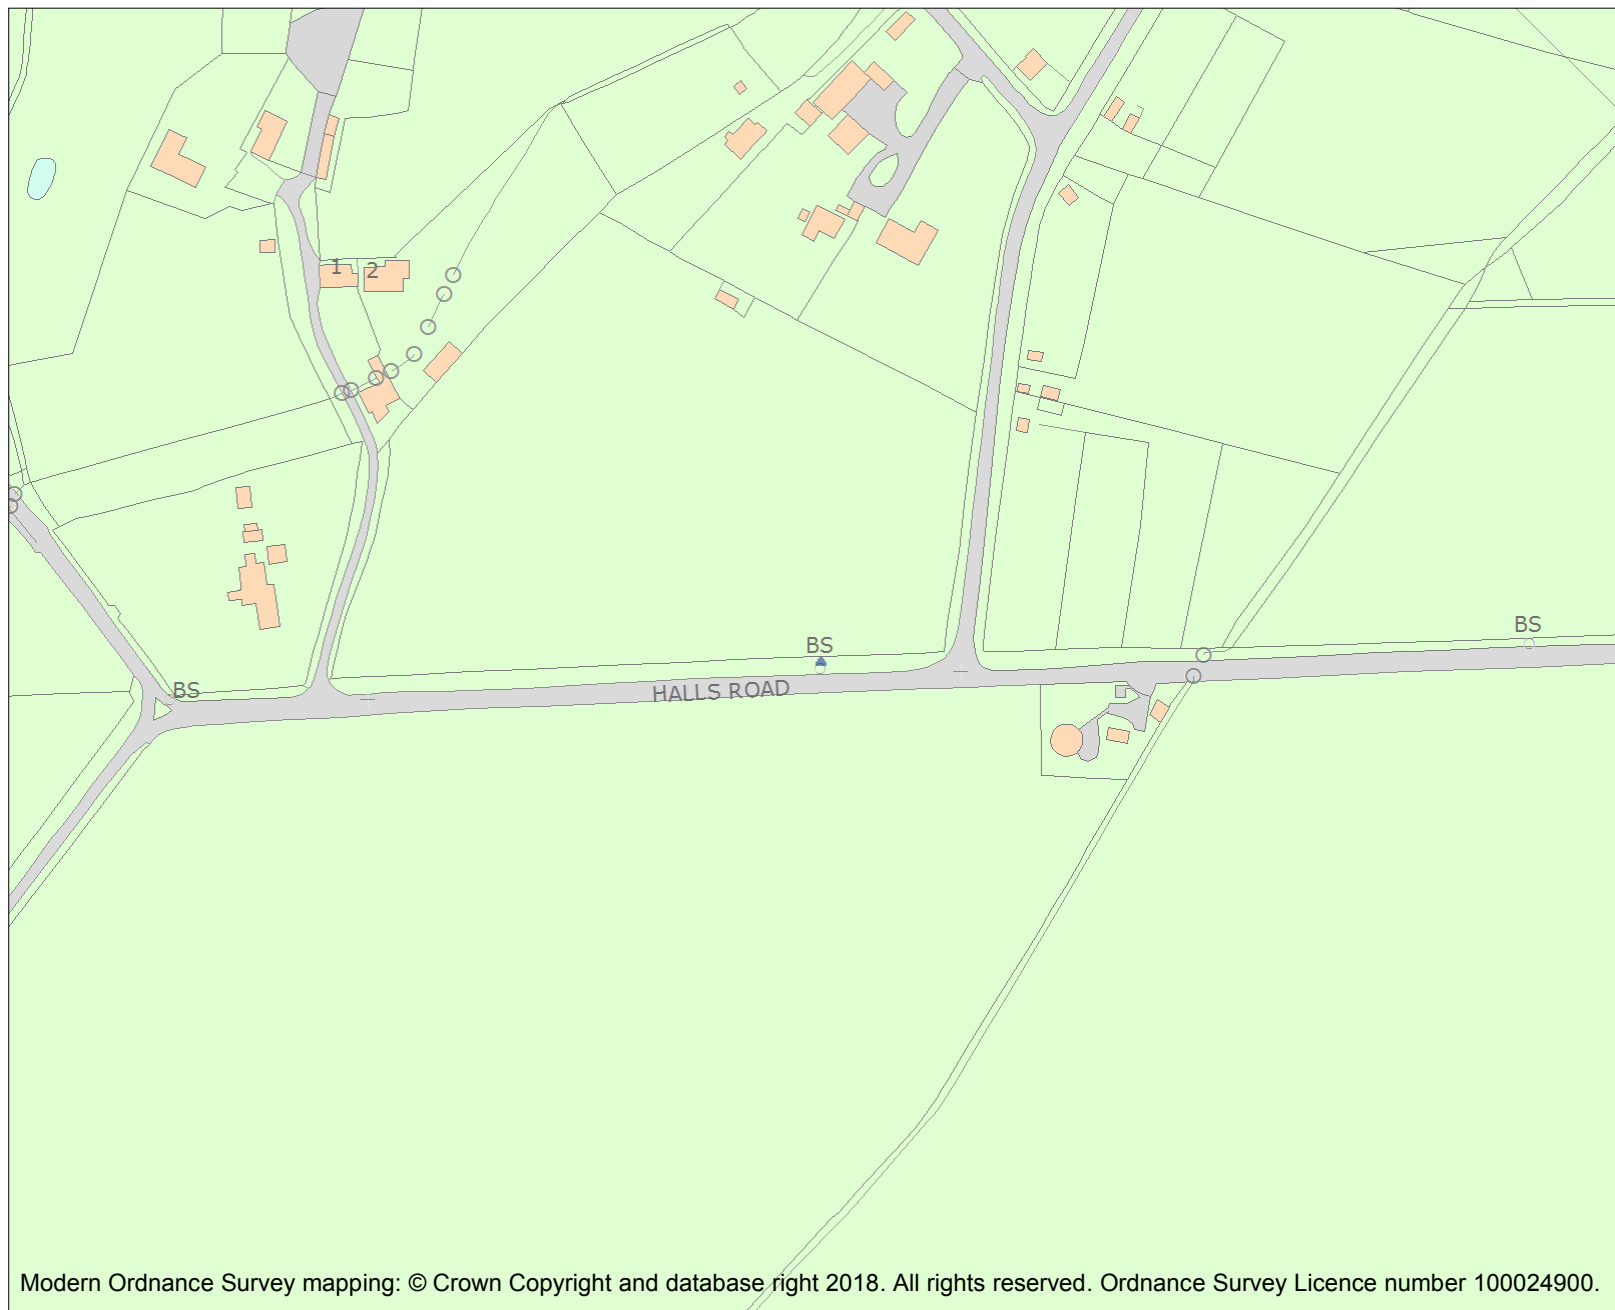 1
2
BS
BS
BS
HALLS ROAD
Modern Ordnance Survey mapping: © Crown Copyright and database right 2018. All rights reserved. Ordnance Survey Licence number 100024900.